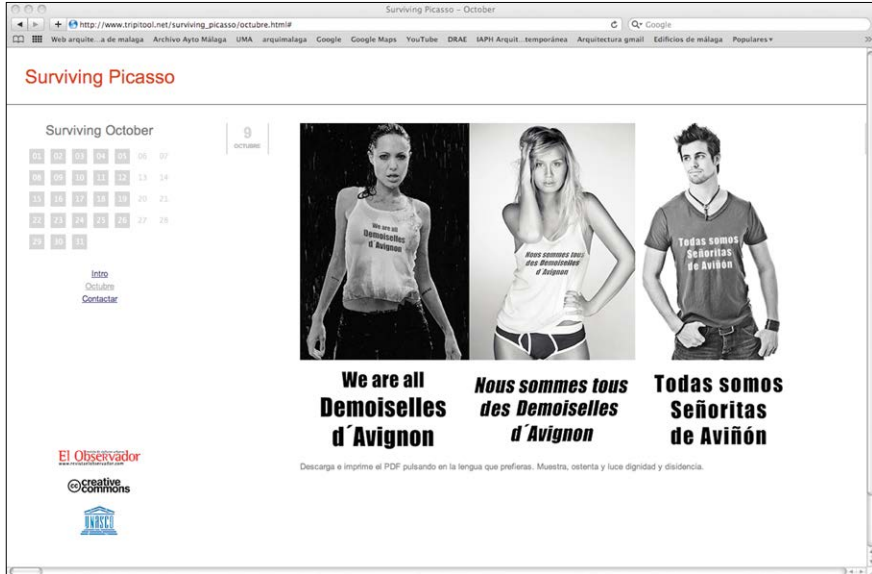 Surviving Picasso – October
http://www.tripitool.net/surviving_picasso/octubre.html#
Google
Web arquite...a de malaga Archivo Ayto Málaga UMA arquimalaga Google Google Maps YouTube DRAE IAPH Arquit...temporánea Arquitectura gmail Edificios de málaga Populares
Surviving Picasso
Surviving October
01 02 03 04 05 06 07
08 09 10 11 12 13 14
15 16 17 18 19 20 21
22 23 24 25 26 27 28
29 30 31
Intro
Octubre
Contactar
9
OCTUBRE
We are all
Demoiselles
d´Avignon
Nous sommes tous
des Demoiselles
d´Avignon
Todas somos
Señoritas
de Aviñón
We are all
Demoiselles
d´Avignon
Nous sommes tous
des Demoiselles
d´Avignon
Todas somos
Señoritas
de Aviñón
Descarga e imprime el PDF pulsando en la lengua que prefieras. Muestra, ostenta y luce dignidad y disidencia.
El Observador
www.revistaelobservador.com
cc creative
commons
UNESCO